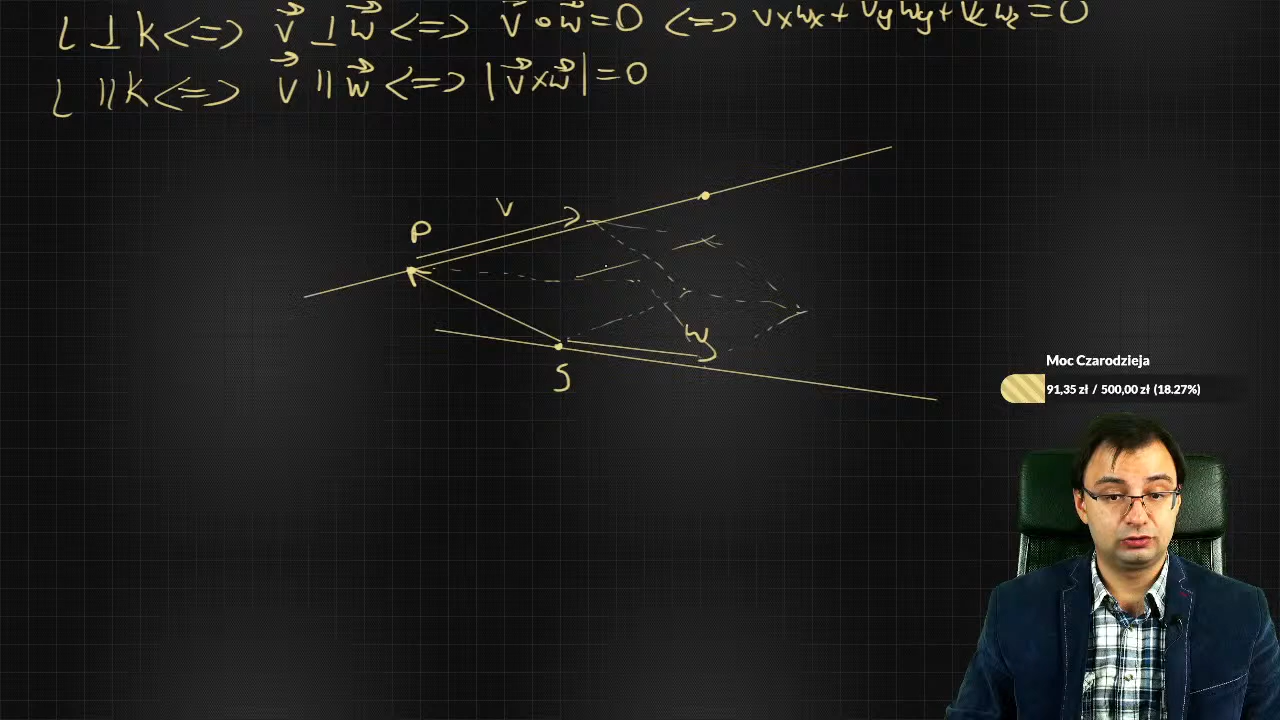 l ⊥ k <=> v⃗ ⊥ w⃗ <=> v⃗ ∘ w⃗ = 0 <=> vxwx + vywy + vzwz = 0
l || k <=> v⃗ || w⃗ <=> |v⃗ x w⃗| = 0
v
P
w
S
Moc Czarodzieja
91,35 zł / 500,00 zł (18.27%)